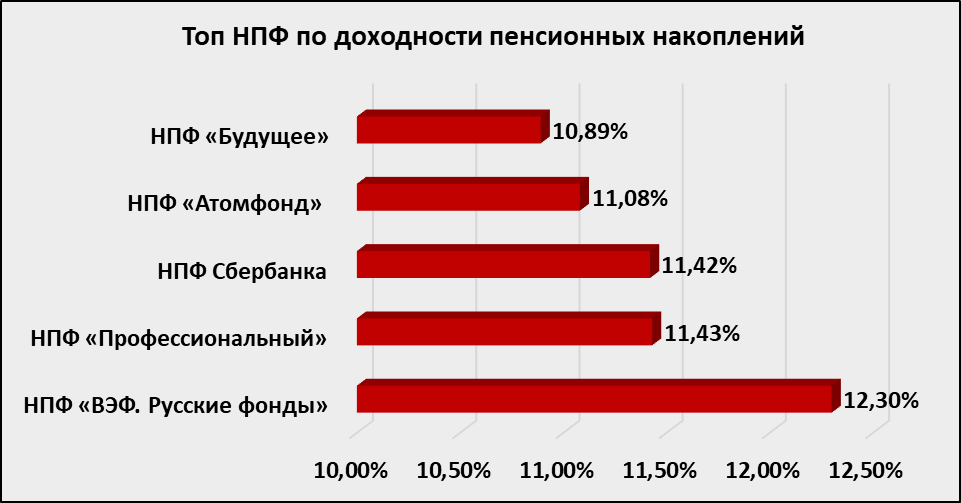 Топ НПФ по доходности пенсионных накоплений
НПФ «Будущее» 10,89%
НПФ «Атомфонд» 11,08%
НПФ Сбербанка 11,42%
НПФ «Профессиональный» 11,43%
НПФ «ВЭФ. Русские фонды» 12,30%
10,00% 10,50% 11,00% 11,50% 12,00% 12,50%